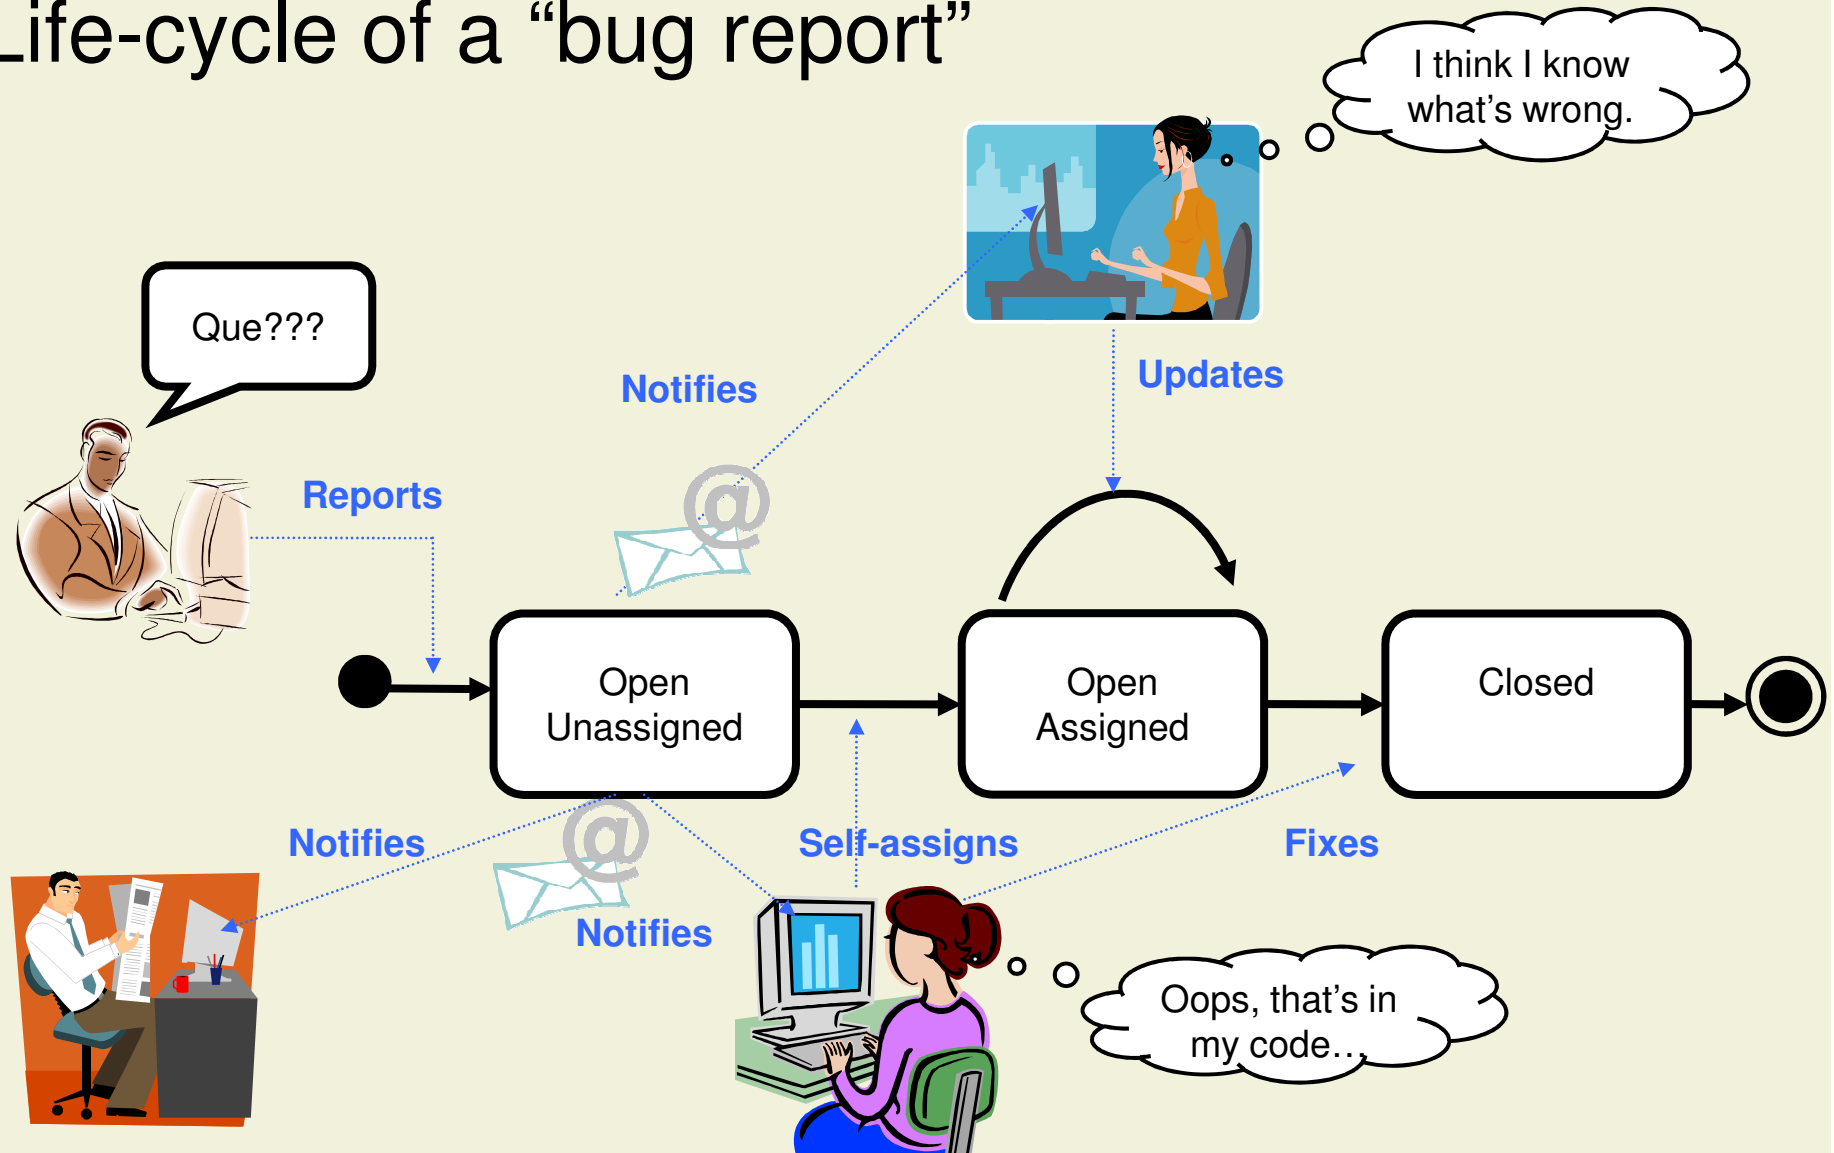 Life-cycle of a “bug report”
I think I know
what’s wrong.
Que???
Notifies
Updates
Reports
@
Open
Unassigned
Open
Assigned
Closed
@
Notifies
Self-assigns
Fixes
Notifies
Oops, that’s in
my code…